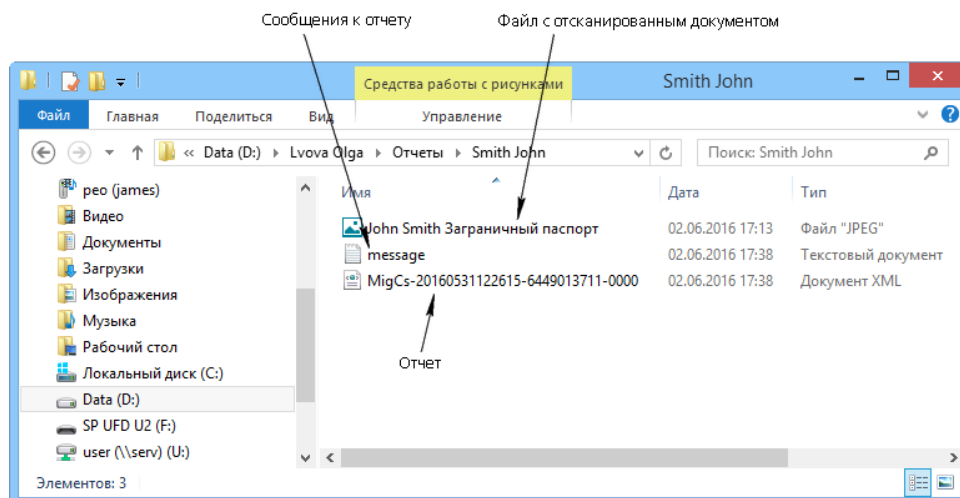 Сообщения к отчету
Файл с отсканированным документом
Средства работы с рисунками
Smith John
Файл
Главная
Поделиться
Вид
Управление
« Data (D:) Lvova Olga Отчеты Smith John
Поиск: Smith John
peo (james)
Видео
Документы
Загрузки
Изображения
Музыка
Рабочий стол
Локальный диск (C:)
Data (D:)
SP UFD U2 (F:)
user (\\serv) (U:)
Имя Дата Тип
John Smith Заграничный паспорт 02.06.2016 17:13 Файл "JPEG"
message 02.06.2016 17:38 Текстовый документ
MigCs-20160531122615-6449013711-0000 02.06.2016 17:38 Документ XML
Отчет
Элементов: 3